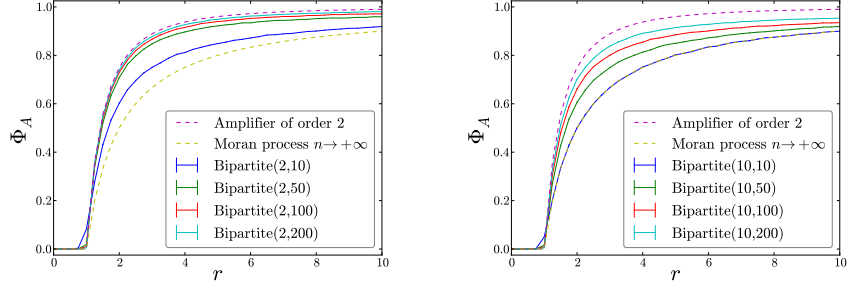 1.0
0.8
0.6
0.4
0.2
0.0
Φ_A
0 2 4 6 8 10
r
Amplifier of order 2
Moran process n→+∞
Bipartite(2,10)
Bipartite(2,50)
Bipartite(2,100)
Bipartite(2,200)
1.0
0.8
0.6
0.4
0.2
0.0
Φ_A
0 2 4 6 8 10
r
Amplifier of order 2
Moran process n→+∞
Bipartite(10,10)
Bipartite(10,50)
Bipartite(10,100)
Bipartite(10,200)